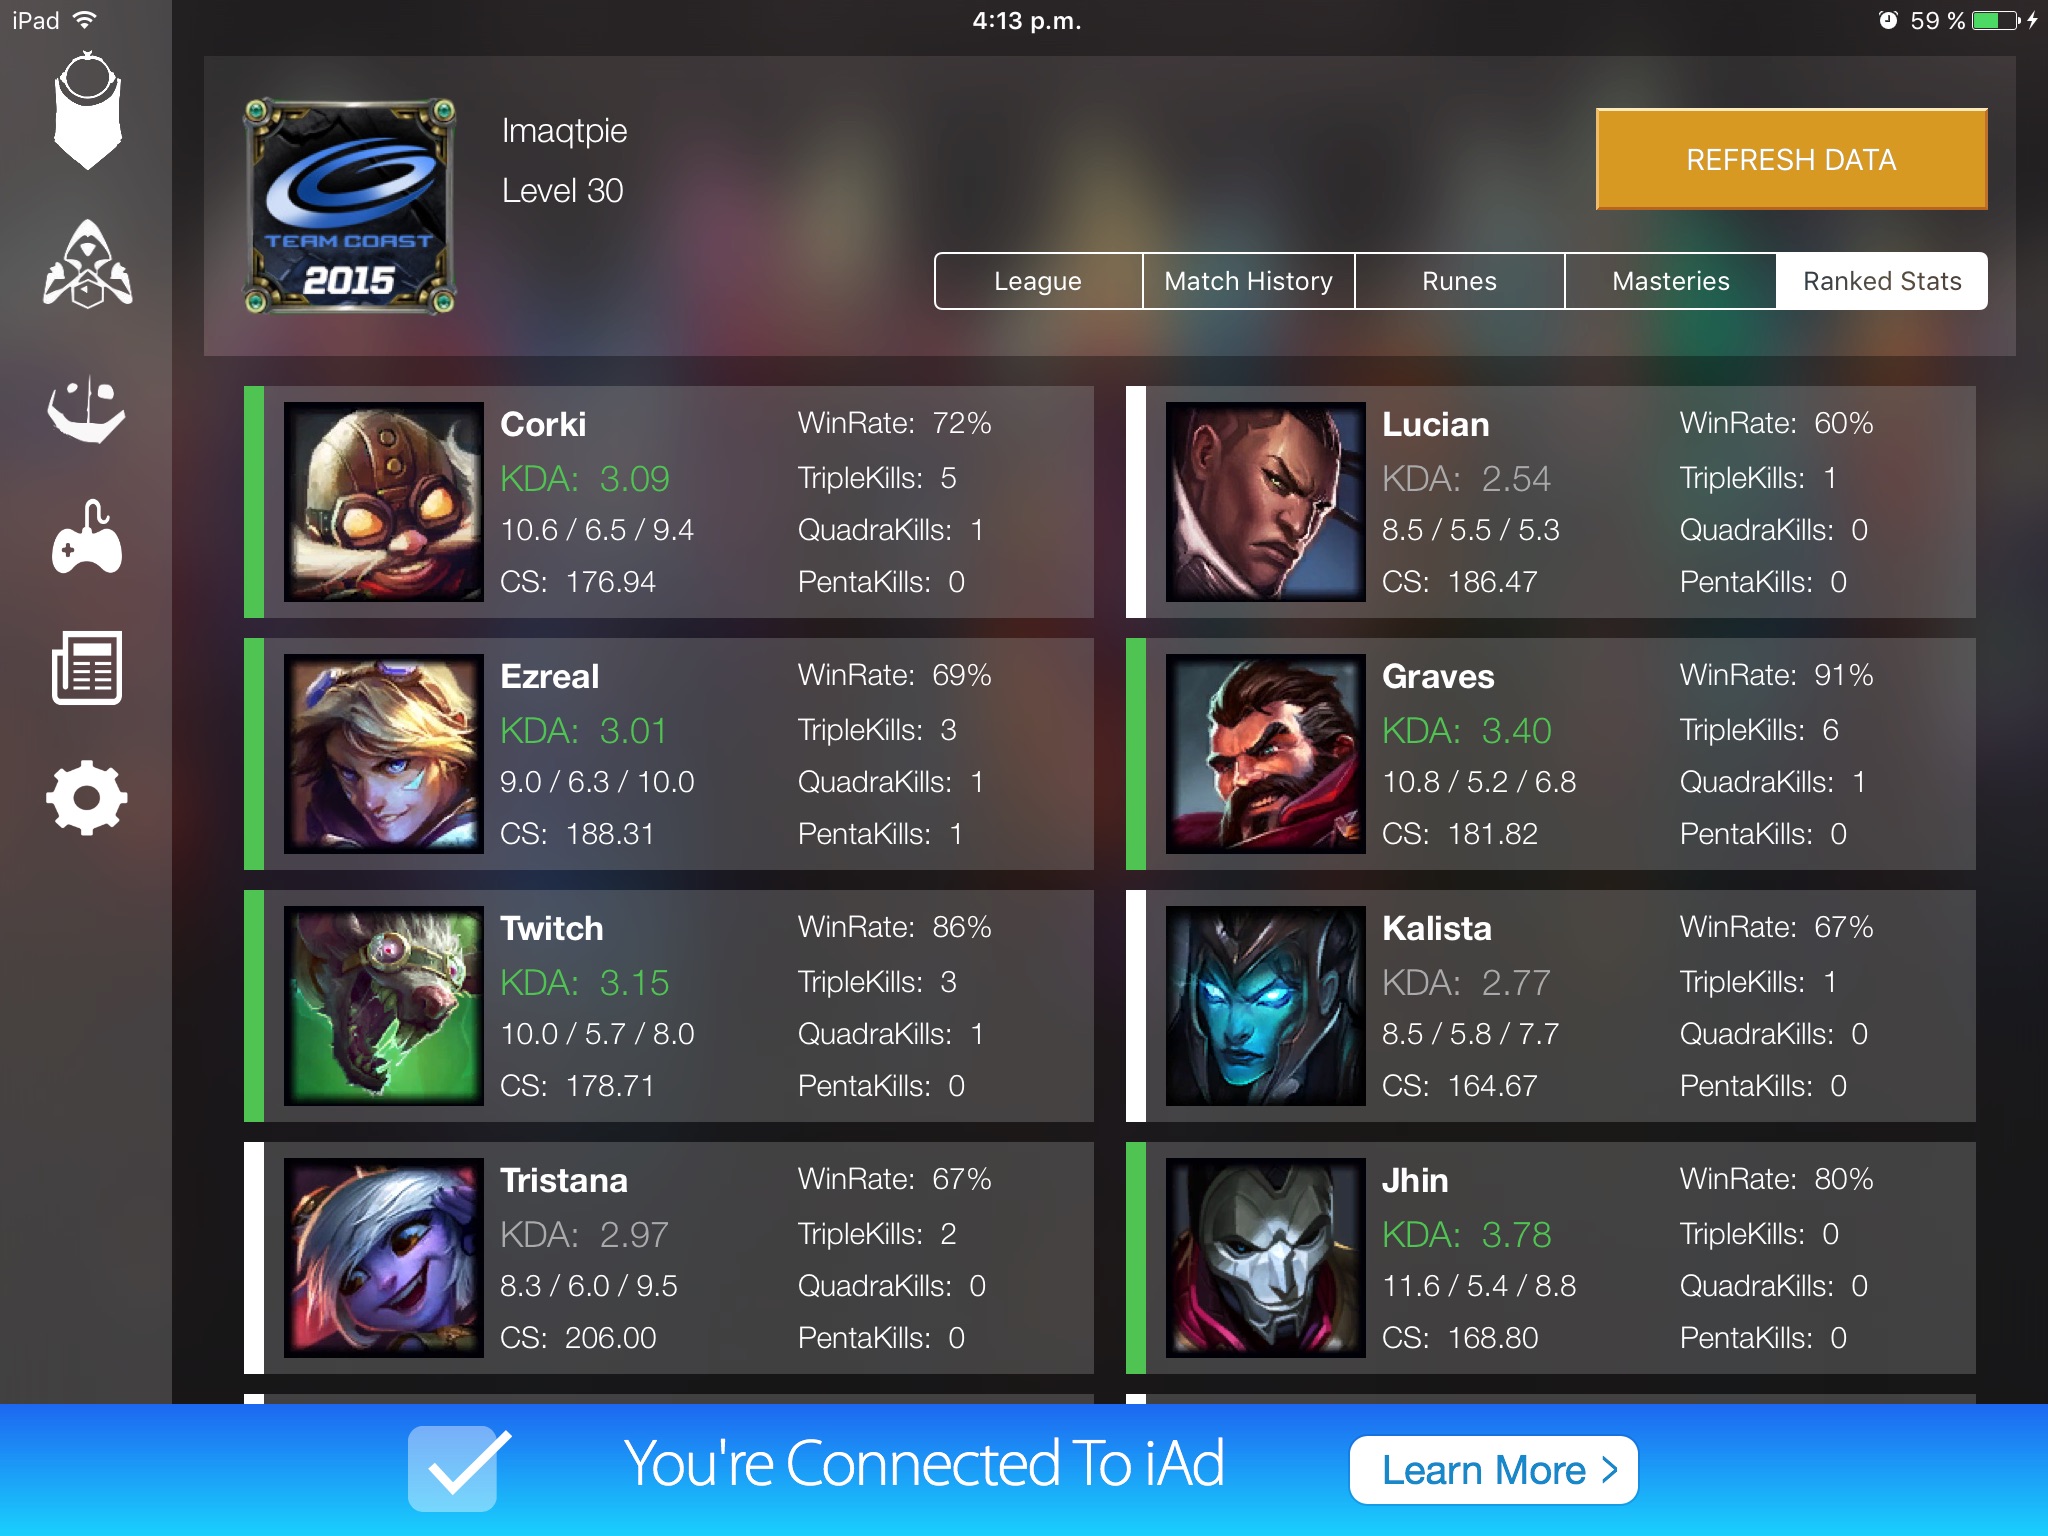 iPad
4:13 p.m.
59 %
TEAM COAST
2015
Imaqtpie
Level 30
REFRESH DATA
League
Match History
Runes
Masteries
Ranked Stats
Corki
KDA: 3.09
10.6 / 6.5 / 9.4
CS: 176.94
WinRate: 72%
TripleKills: 5
QuadraKills: 1
PentaKills: 0
Lucian
KDA: 2.54
8.5 / 5.5 / 5.3
CS: 186.47
WinRate: 60%
TripleKills: 1
QuadraKills: 0
PentaKills: 0
Ezreal
KDA: 3.01
9.0 / 6.3 / 10.0
CS: 188.31
WinRate: 69%
TripleKills: 3
QuadraKills: 1
PentaKills: 1
Graves
KDA: 3.40
10.8 / 5.2 / 6.8
CS: 181.82
WinRate: 91%
TripleKills: 6
QuadraKills: 1
PentaKills: 0
Twitch
KDA: 3.15
10.0 / 5.7 / 8.0
CS: 178.71
WinRate: 86%
TripleKills: 3
QuadraKills: 1
PentaKills: 0
Kalista
KDA: 2.77
8.5 / 5.8 / 7.7
CS: 164.67
WinRate: 67%
TripleKills: 1
QuadraKills: 0
PentaKills: 0
Tristana
KDA: 2.97
8.3 / 6.0 / 9.5
CS: 206.00
WinRate: 67%
TripleKills: 2
QuadraKills: 0
PentaKills: 0
Jhin
KDA: 3.78
11.6 / 5.4 / 8.8
CS: 168.80
WinRate: 80%
TripleKills: 0
QuadraKills: 0
PentaKills: 0
You're Connected To iAd
Learn More >